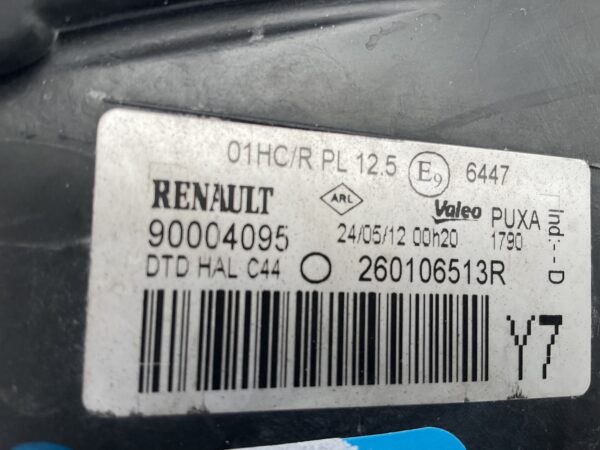 01HC/R PL 12.5 E9 6447
RENAULT ARL Valeo PUXA
90004095 24/05/12 00h20 1790
DTD HAL C44 260106513R
Y7
Ind:--D